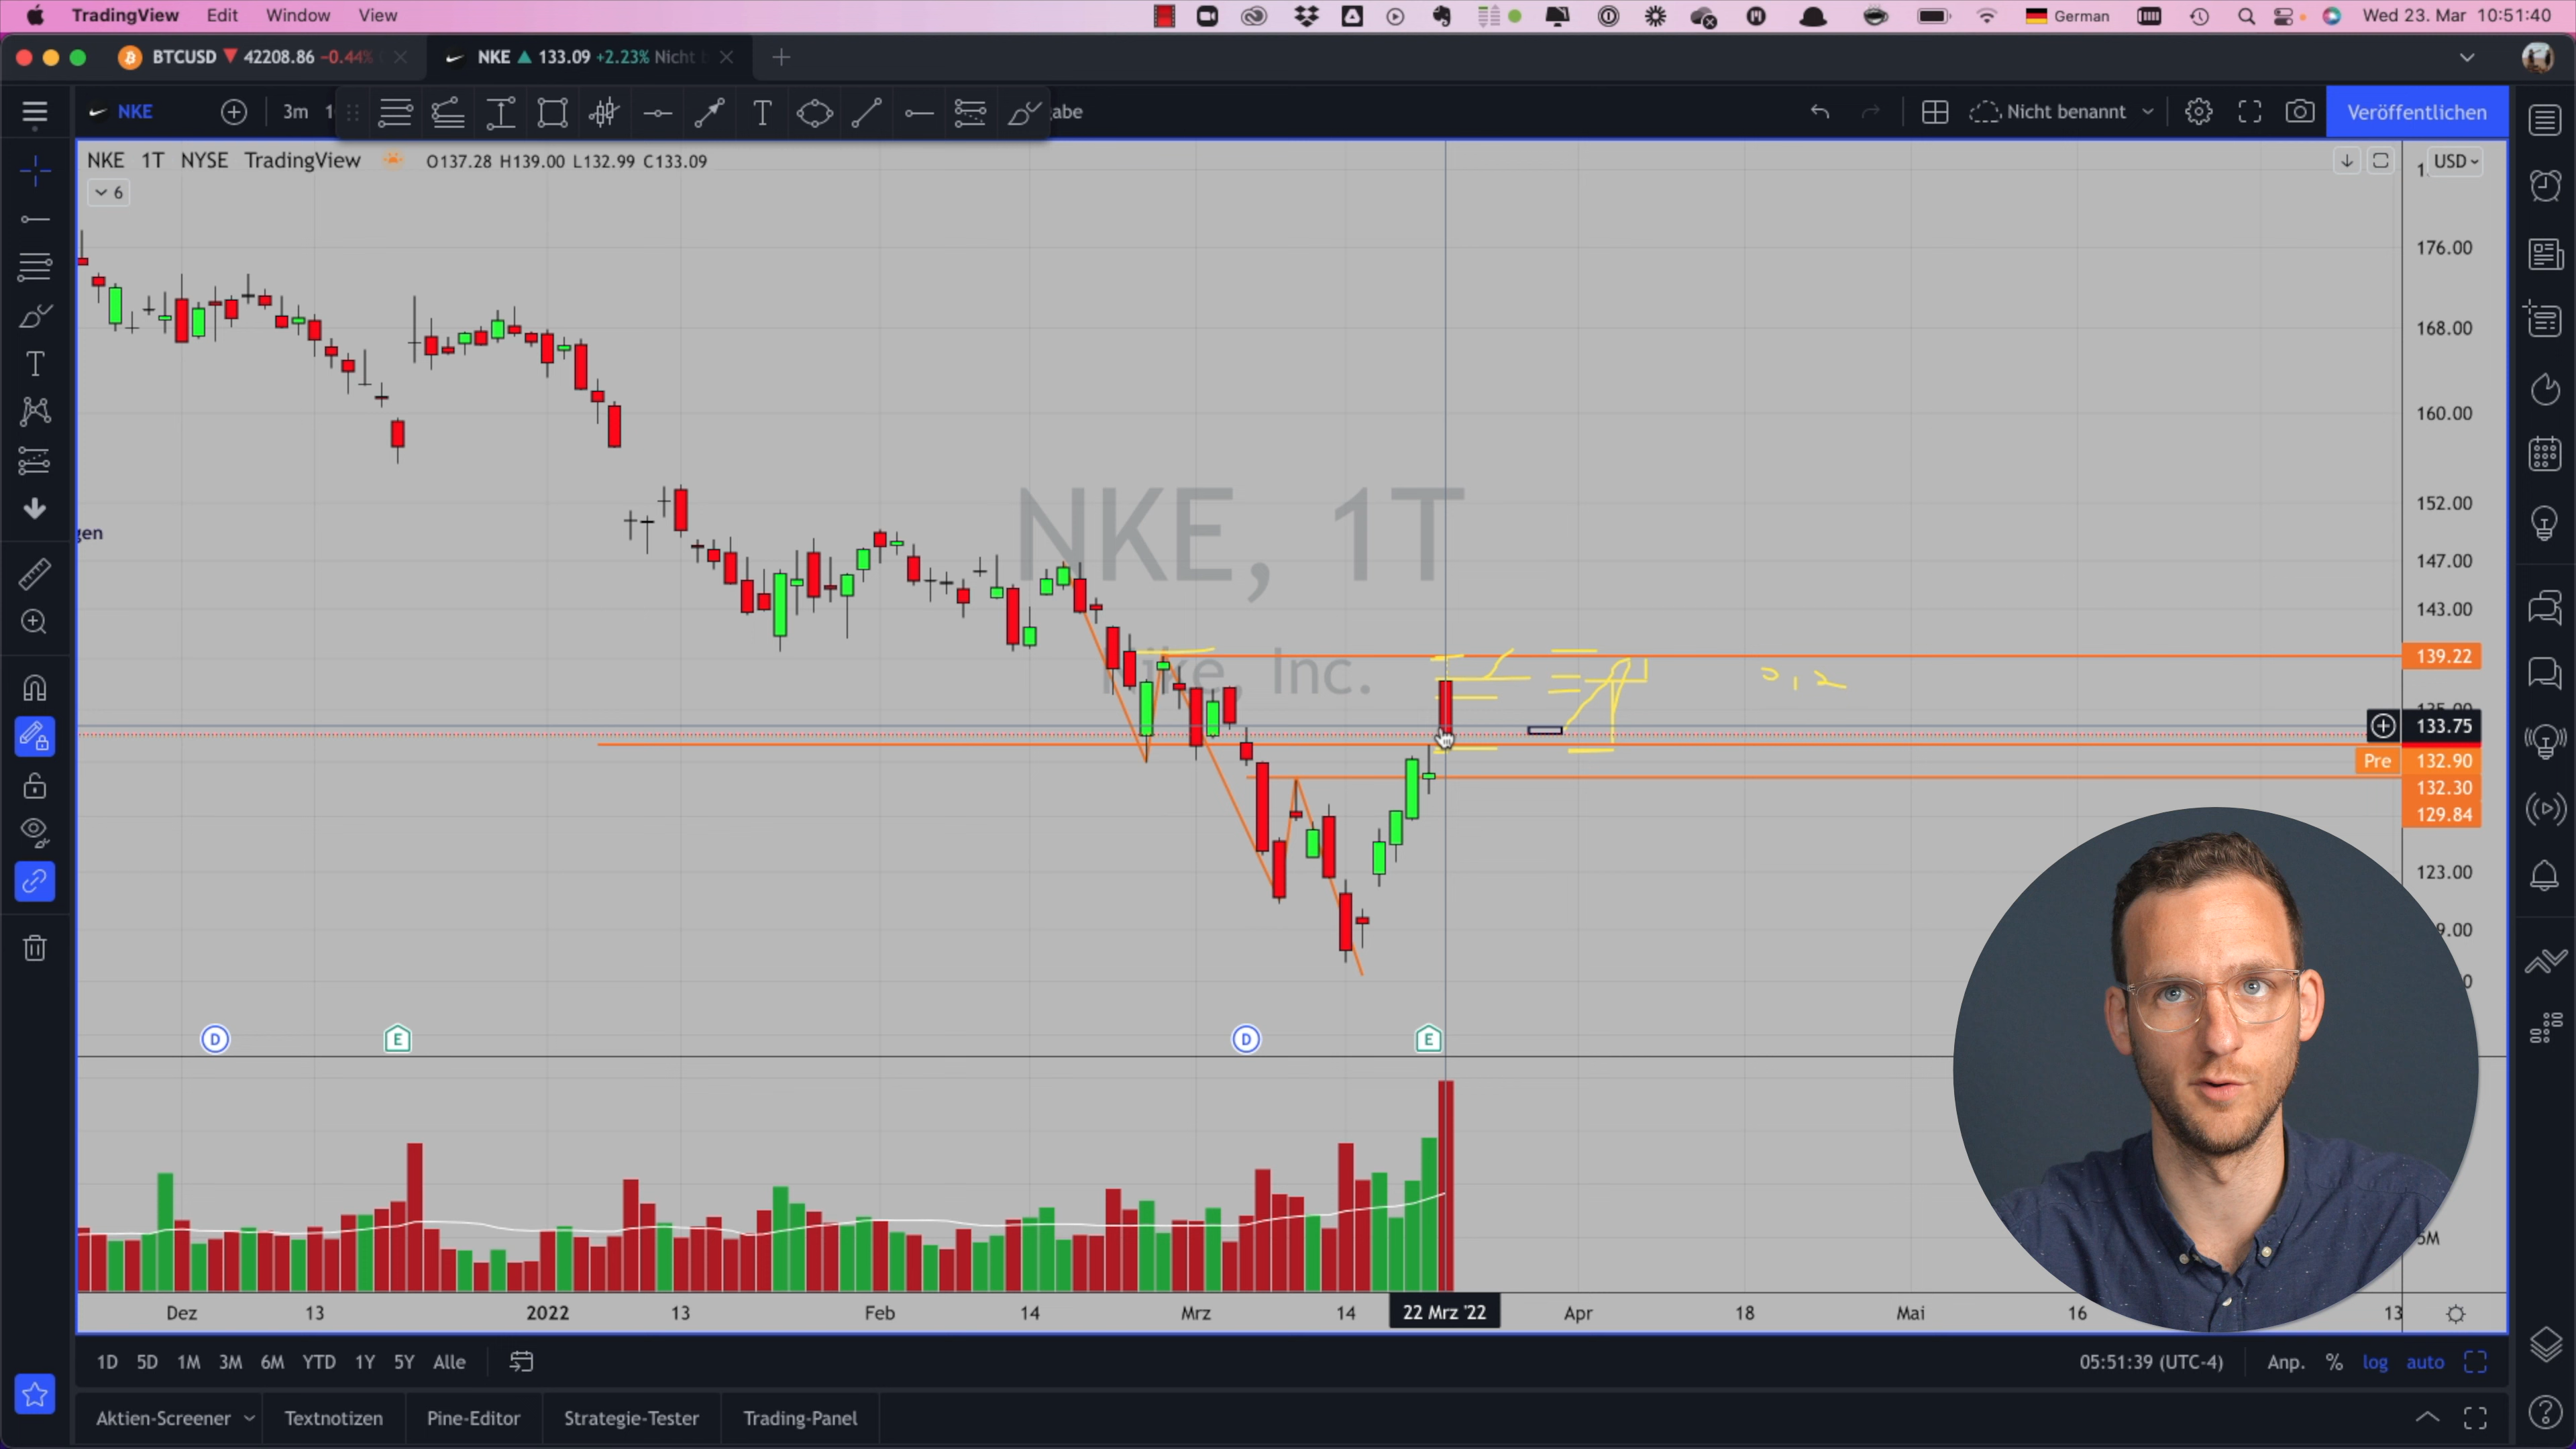 TradingView Edit Window View German Wed 23. Mar 10:51:40
BTCUSD 42208.86 -0.44% NKE 133.09 +2.23% Nicht
NKE 3m abe Nicht benannt Veröffentlichen
NKE 1T NYSE TradingView O137.28 H139.00 L132.99 C133.09
USD
6
176.00
168.00
160.00
152.00
NKE, 1T
gen
147.00
143.00
139.22
Nike, Inc.
0,2
133.75
Pre 132.90
132.30
129.84
123.00
D E D E
Dez 13 2022 13 Feb 14 Mrz 14 22 Mrz '22 Apr 18 Mai 16 13
1D 5D 1M 3M 6M YTD 1Y 5Y Alle 05:51:39 (UTC-4) Anp. % log auto
Aktien-Screener Textnotizen Pine-Editor Strategie-Tester Trading-Panel